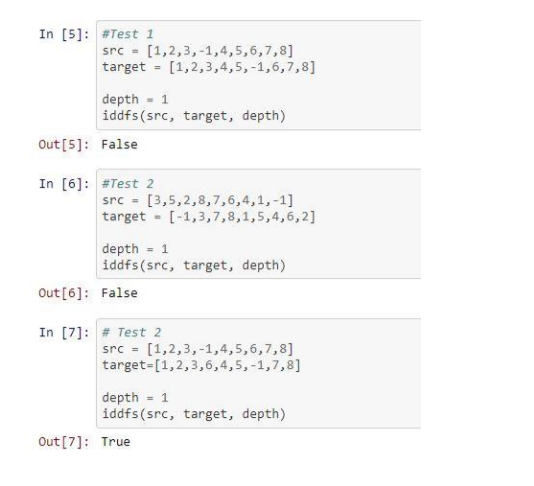 In [5]: #Test 1
src = [1,2,3,-1,4,5,6,7,8]
target = [1,2,3,4,5,-1,6,7,8]
depth = 1
iddfs(src, target, depth)
Out[5]: False
In [6]: #Test 2
src = [3,5,2,8,7,6,4,1,-1]
target = [-1,3,7,8,1,5,4,6,2]
depth = 1
iddfs(src, target, depth)
Out[6]: False
In [7]: # Test 2
src = [1,2,3,-1,4,5,6,7,8]
target=[1,2,3,6,4,5,-1,7,8]
depth = 1
iddfs(src, target, depth)
Out[7]: True